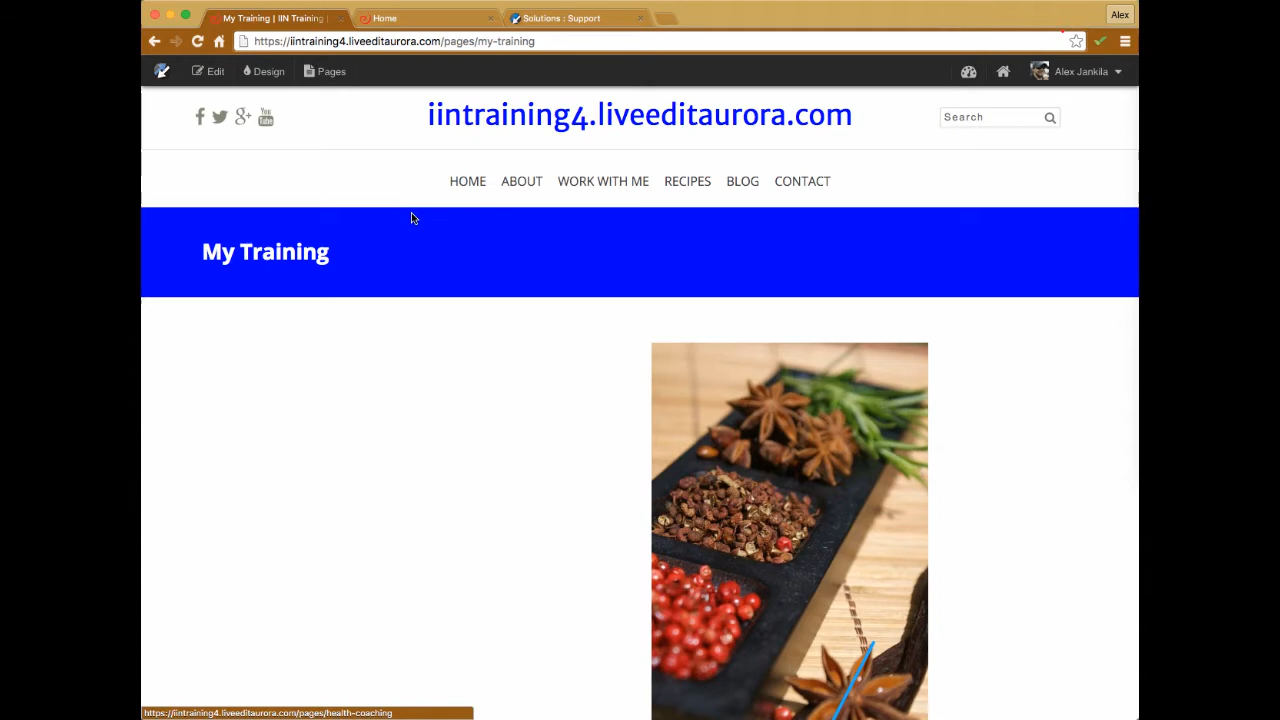 My Training | IIN Training |
Home
Solutions : Support
Alex
https://iintraining4.liveeditaurora.com/pages/my-training
Edit
Design
Pages
Alex Jankila
You
Tube
iintraining4.liveeditaurora.com
Search
HOME ABOUT WORK WITH ME RECIPES BLOG CONTACT
My Training
https://iintraining4.liveeditaurora.com/pages/health-coaching